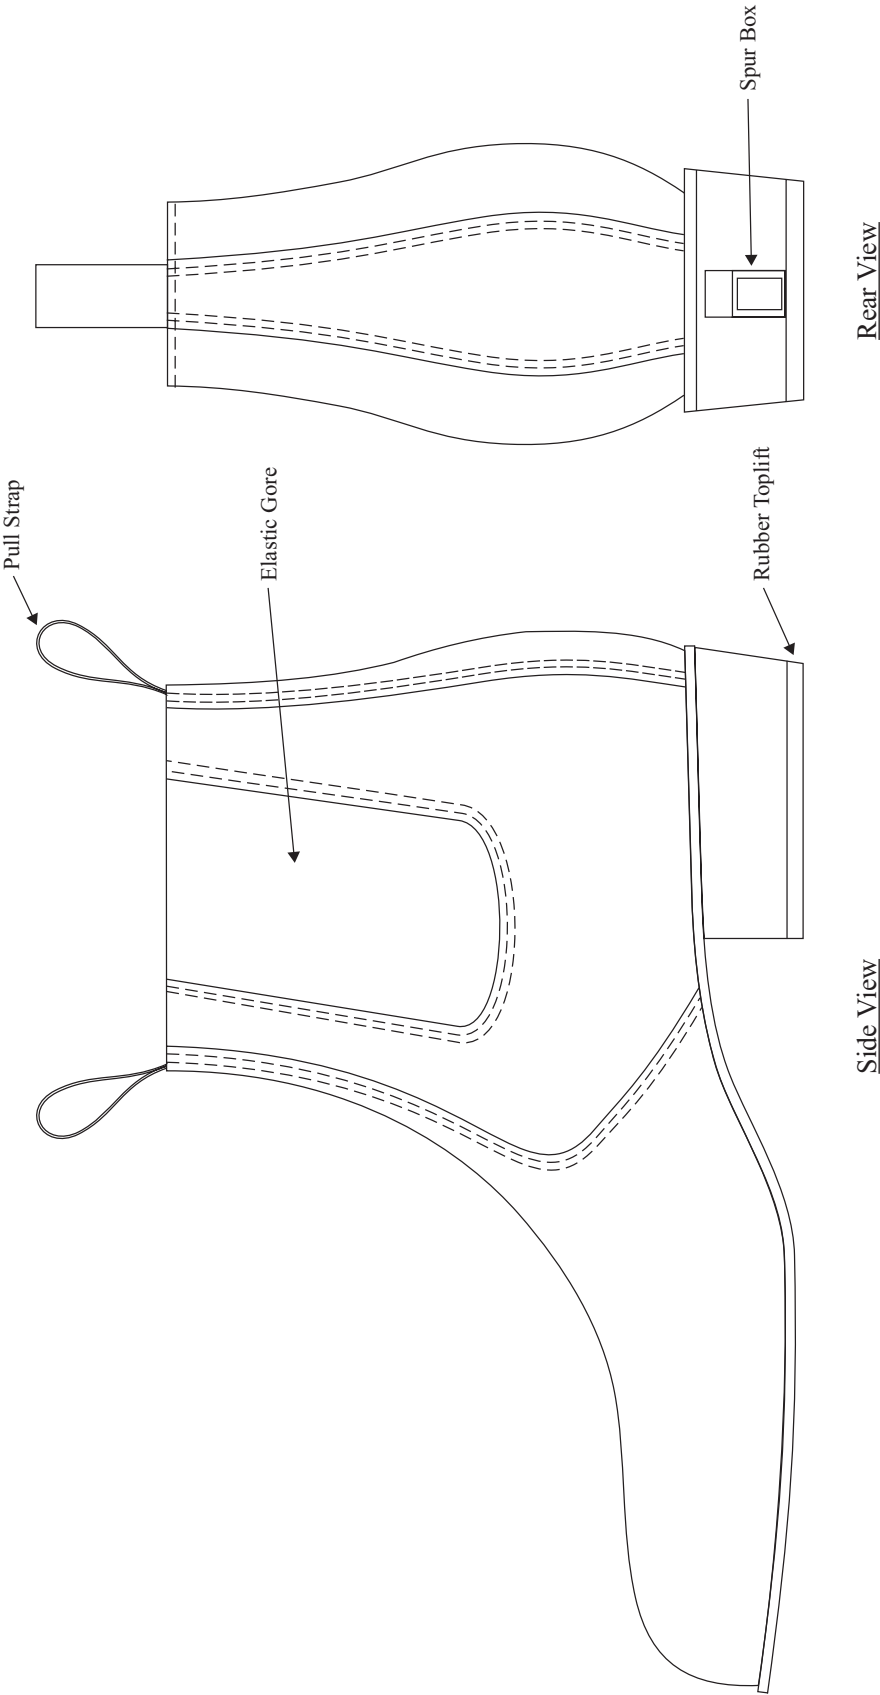 Pull Strap
Elastic Gore
Rubber Toplift
Spur Box
Side View
Rear View